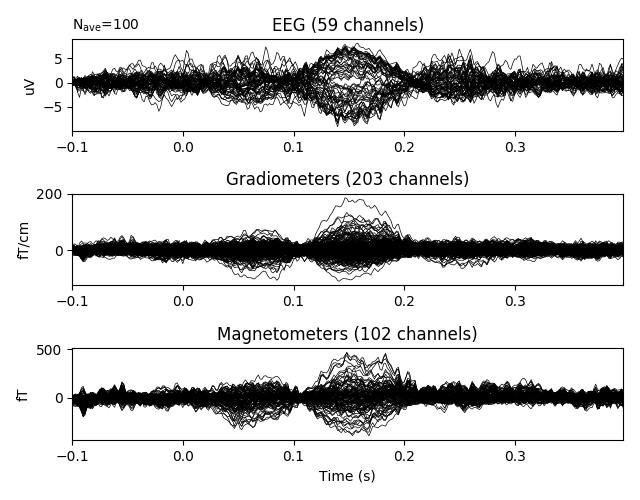 N_ave=100
EEG (59 channels)
uV
5
0
−5
−0.1 0.0 0.1 0.2 0.3
Gradiometers (203 channels)
fT/cm
200
0
−0.1 0.0 0.1 0.2 0.3
Magnetometers (102 channels)
fT
500
0
−0.1 0.0 0.1 0.2 0.3
Time (s)